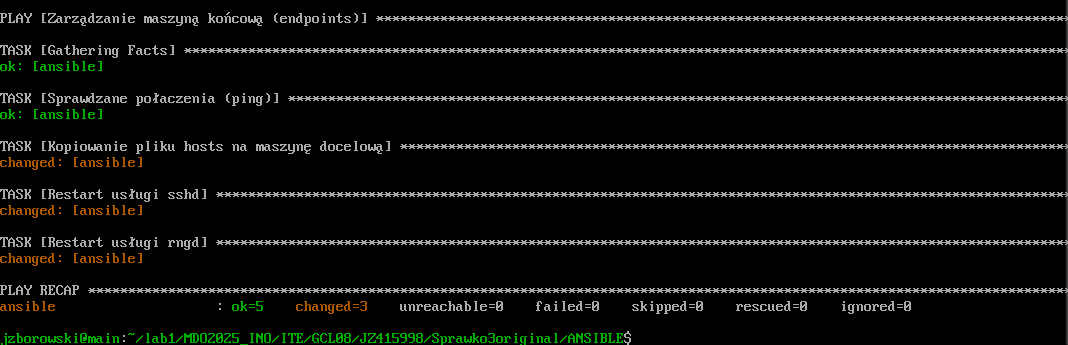 PLAY [Zarządzanie maszyną końcową (endpoints)] **************************************************************************************
TASK [Gathering Facts] **************************************************************************************************************
ok: [ansible]
TASK [Sprawdzane połaczenia (ping)] *************************************************************************************************
ok: [ansible]
TASK [Kopiowanie pliku hosts na maszynę docelową] ***********************************************************************************
changed: [ansible]
TASK [Restart usługi sshd] **********************************************************************************************************
changed: [ansible]
TASK [Restart usługi rngd] **********************************************************************************************************
changed: [ansible]
PLAY RECAP **************************************************************************************************************************
ansible                    : ok=5    changed=3    unreachable=0    failed=0    skipped=0    rescued=0    ignored=0
jzborowski@main:~/lab1/MDO2025_INO/ITE/GCL08/JZ415998/Sprawko3original/ANSIBLE$